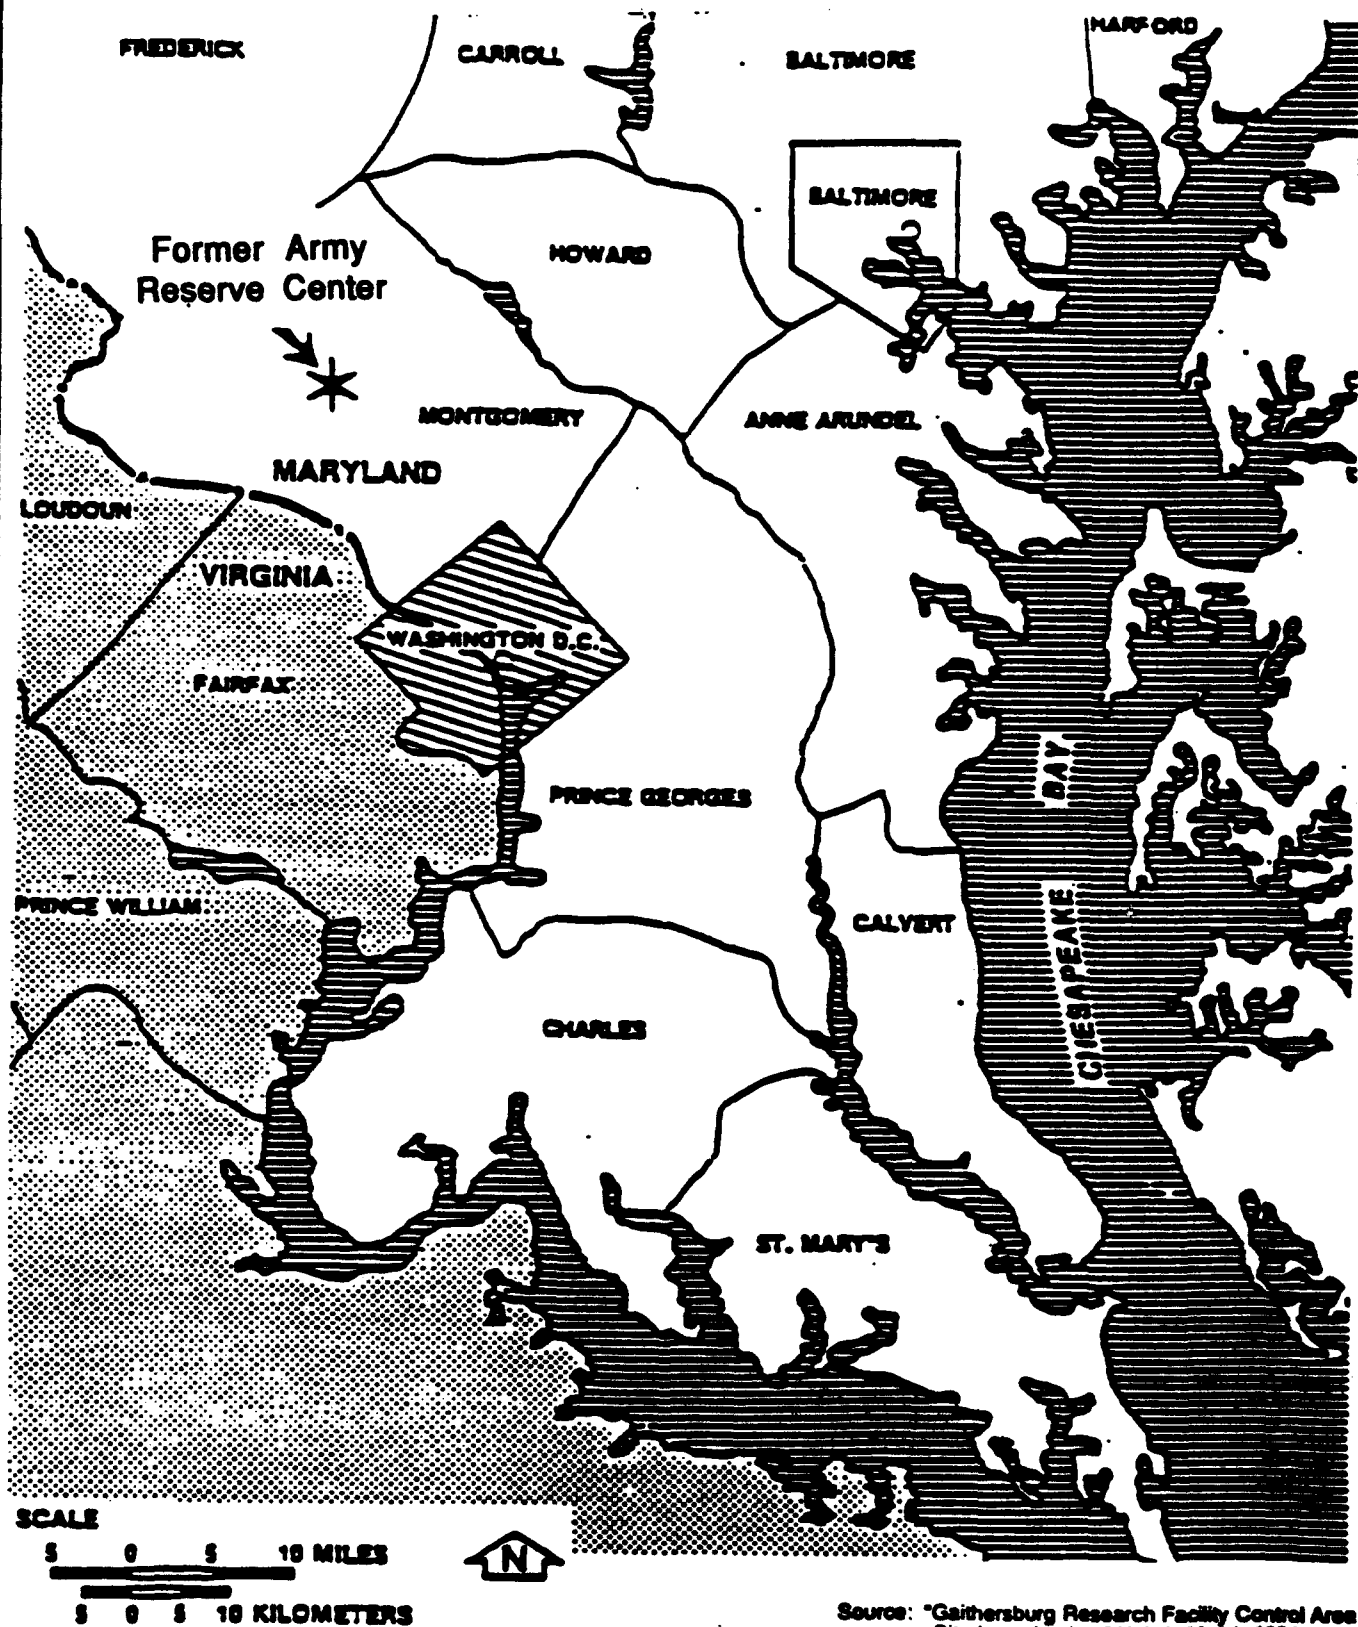 FREDERICK
CARROLL
BALTIMORE
HARFORD
BALTIMORE
HOWARD
Former Army
Reserve Center
MONTGOMERY
ANNE ARUNDEL
MARYLAND
LOUDOUN
VIRGINIA
WASHINGTON D.C.
FAIRFAX
BAY
PRINCE GEORGES
PRINCE WILLIAM
CALVERT
CHESAPEAKE
CHARLES
ST. MARY'S
SCALE
5 0 5 10 MILES
N
5 0 5 10 KILOMETERS
Source: "Gaithersburg Research Facility Control Area